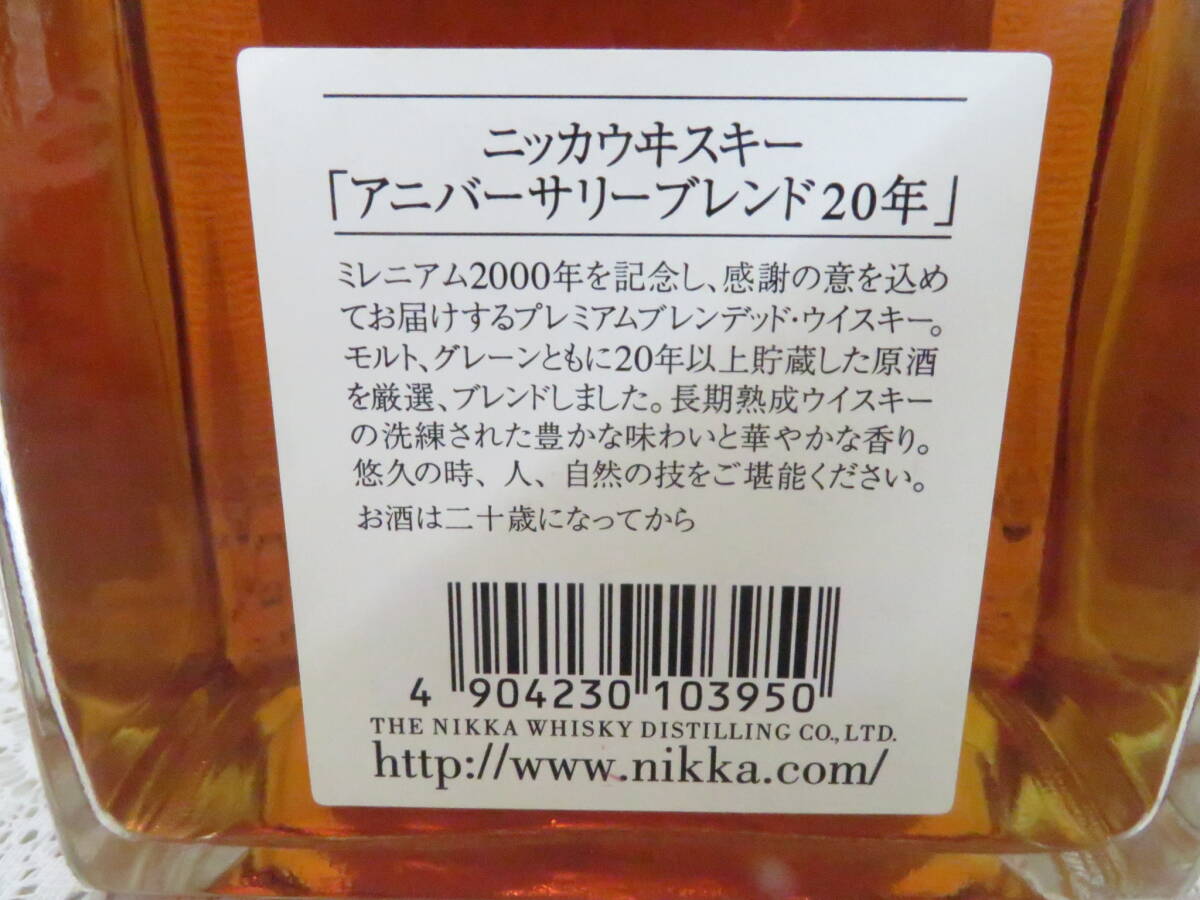 ニッカウヰスキー
「アニバーサリーブレンド20年」
ミレニアム2000年を記念し、感謝の意を込め
てお届けするプレミアムブレンデッド・ウイスキー。
モルト、グレーンともに20年以上貯蔵した原酒
を厳選、ブレンドしました。長期熟成ウイスキー
の洗練された豊かな味わいと華やかな香り。
悠久の時、人、自然の技をご堪能ください。
お酒は二十歳になってから
4 904230 103950
THE NIKKA WHISKY DISTILLING CO., LTD.
http://www.nikka.com/